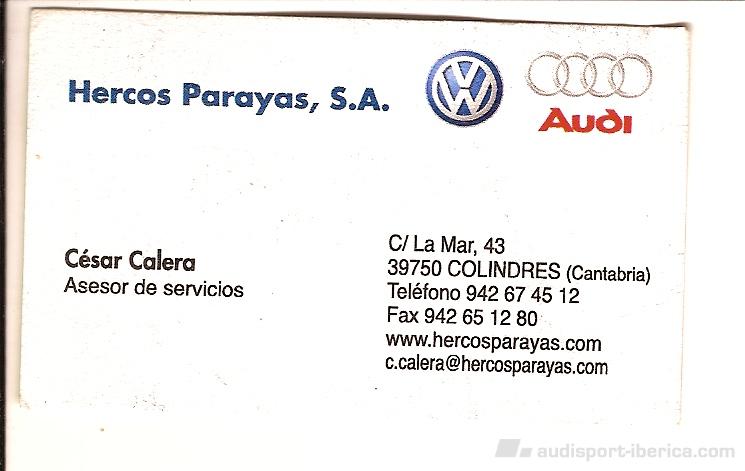 Hercos Parayas, S.A.
Audi
César Calera
Asesor de servicios
C/ La Mar, 43
39750 COLINDRES (Cantabria)
Teléfono 942 67 45 12
Fax 942 65 12 80
www.hercosparayas.com
c.calera@hercosparayas.com
audisport-iberica.com